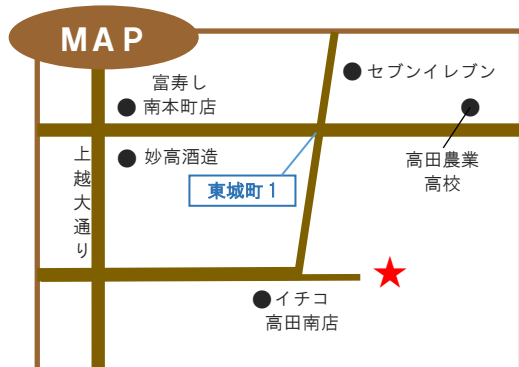 MAP
セブンイレブン
富寿し
南本町店
妙高酒造
高田農業
高校
上越大通り
東城町1
イチコ
高田南店